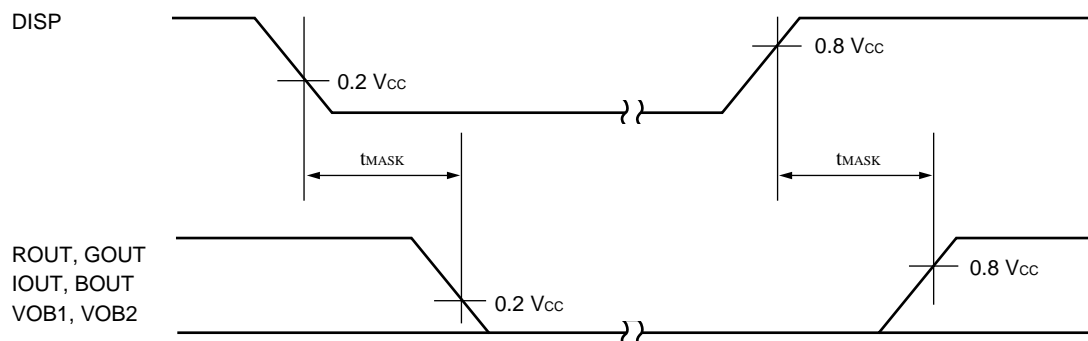 DISP
0.2 VCC
0.8 VCC
tMASK
tMASK
ROUT, GOUT
IOUT, BOUT
VOB1, VOB2
0.2 VCC
0.8 VCC